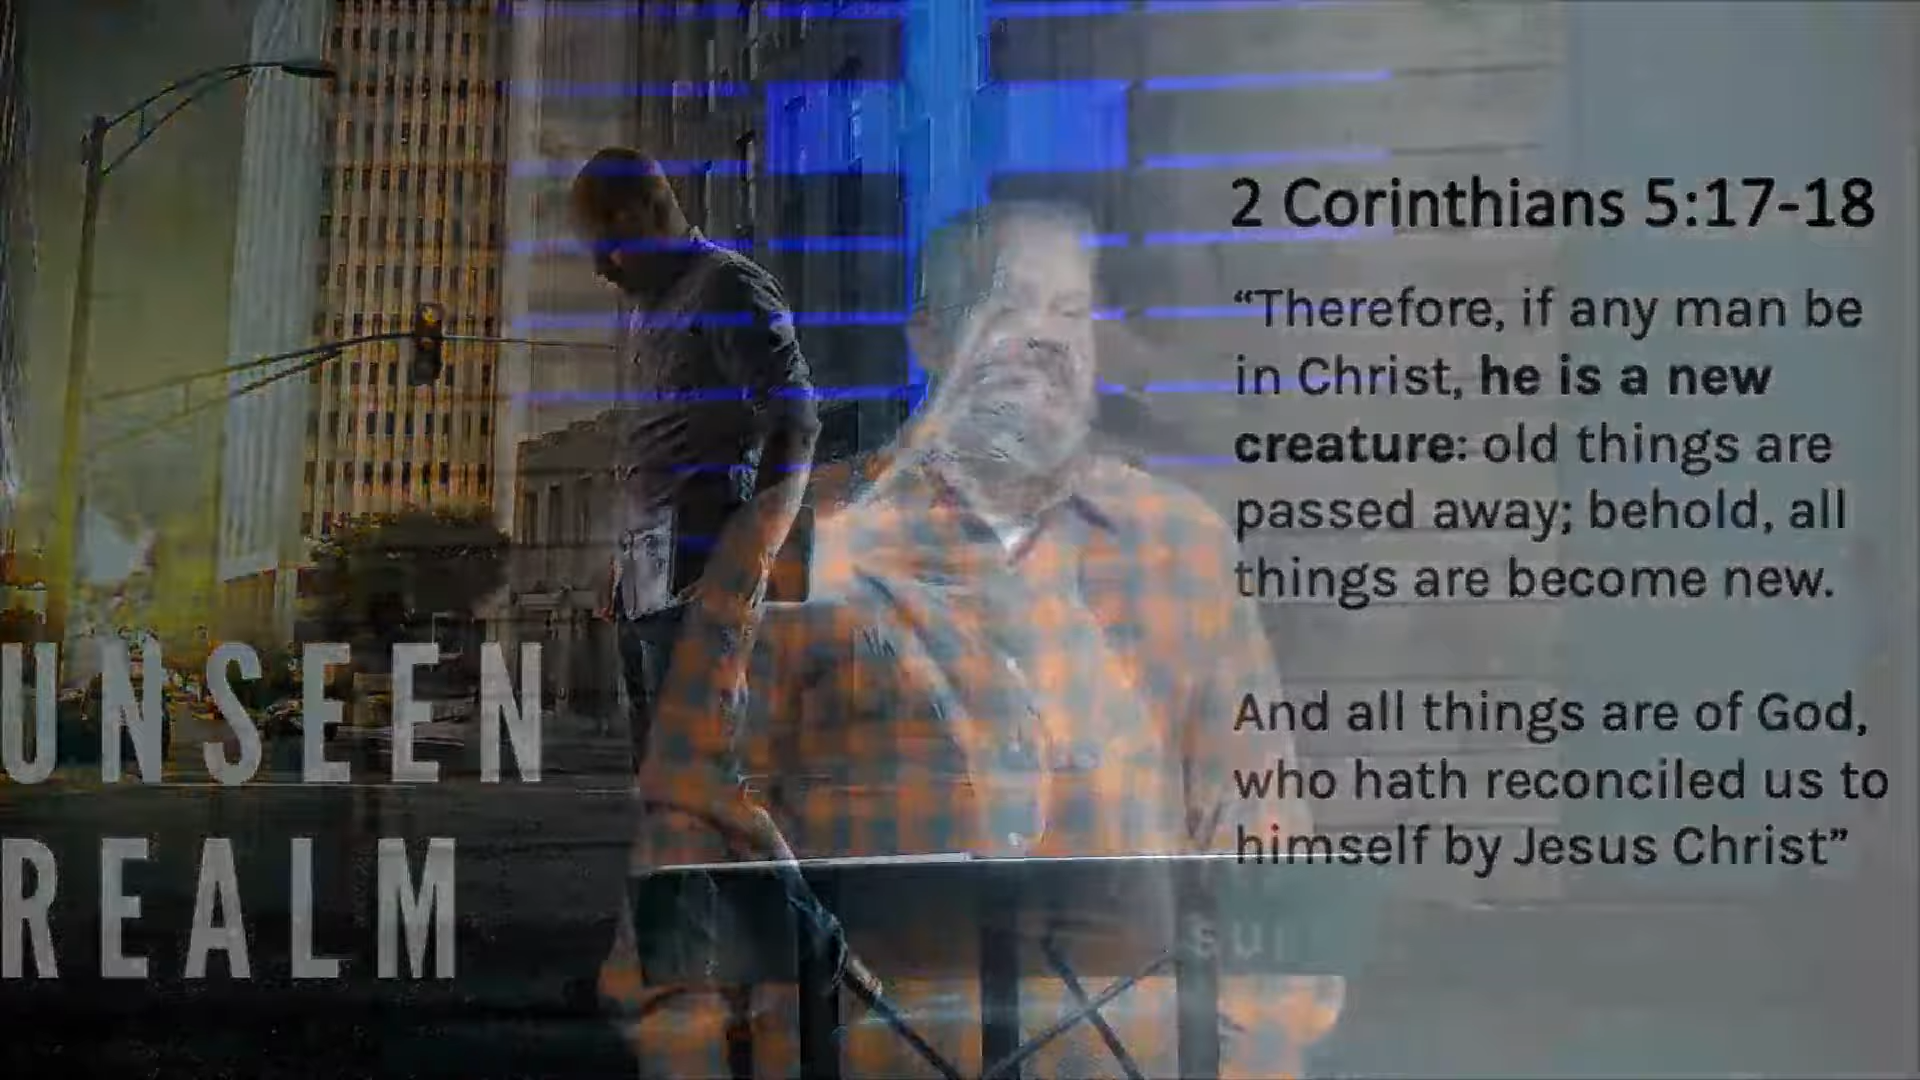 UNSEEN
REALM
2 Corinthians 5:17-18
“Therefore, if any man be
in Christ, he is a new
creature: old things are
passed away; behold, all
things are become new.
And all things are of God,
who hath reconciled us to
himself by Jesus Christ”